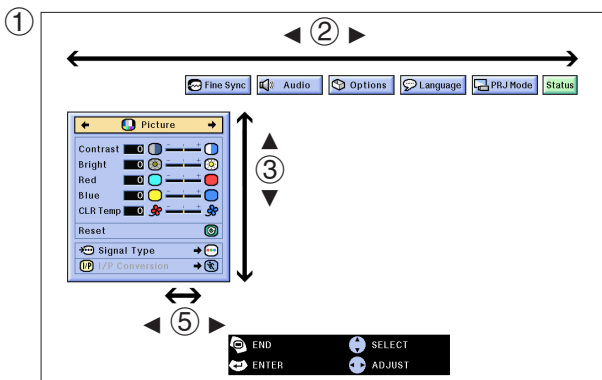 ①
◀ ② ▶
Fine Sync Audio Options Language PRJ Mode Status
Picture
Contrast 0 - +
Bright 0 - +
Red 0 - +
Blue 0 - +
CLR Temp 0 - +
Reset
Signal Type
I/P I/P Conversion
▲
③
▼
◀ ⑤ ▶
END SELECT
ENTER ADJUST